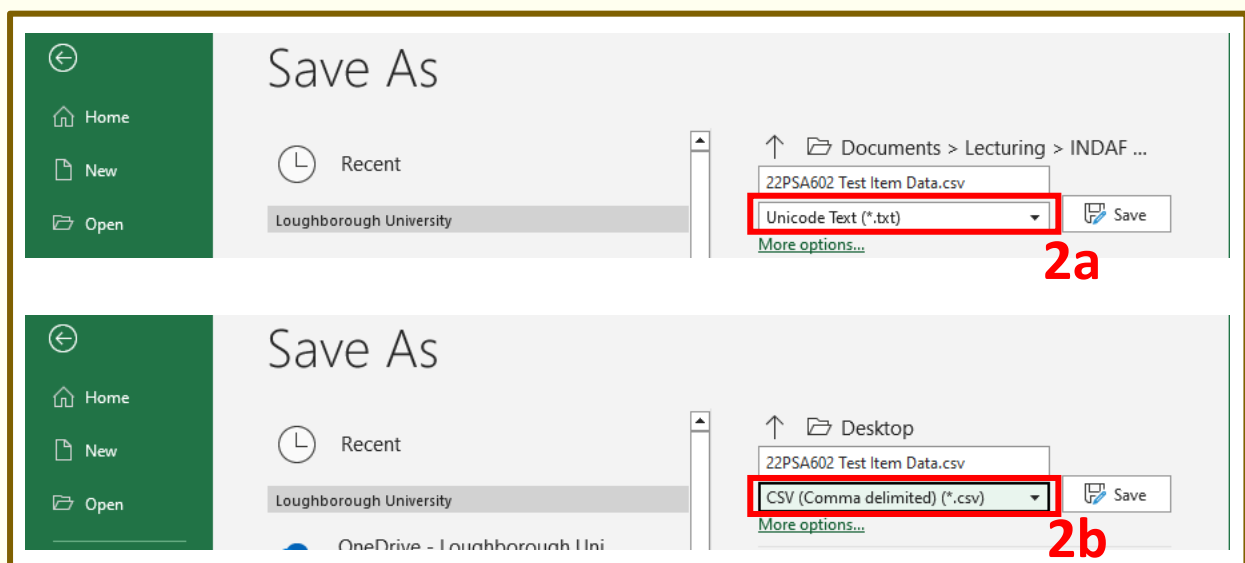 Save As
Home
New
Open
Recent
Loughborough University
Documents > Lecturing > INDAF ...
22PSA602 Test Item Data.csv
Unicode Text (*.txt)
Save
More options...
2a
Save As
Home
New
Open
Recent
Loughborough University
OneDrive - Loughborough Uni
Desktop
22PSA602 Test Item Data.csv
CSV (Comma delimited) (*.csv)
Save
More options...
2b